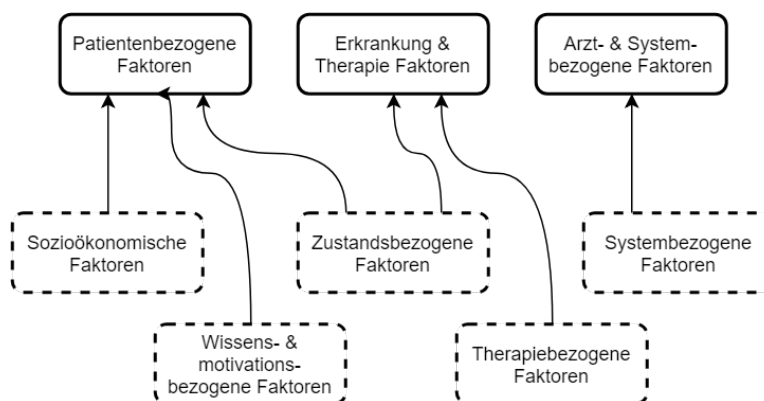 Patientenbezogene
Faktoren
Erkrankung &
Therapie Faktoren
Arzt- & System-
bezogene Faktoren
Sozioökonomische
Faktoren
Zustandsbezogene
Faktoren
Systembezogene
Faktoren
Wissens- &
motivations-
bezogene Faktoren
Therapiebezogene
Faktoren